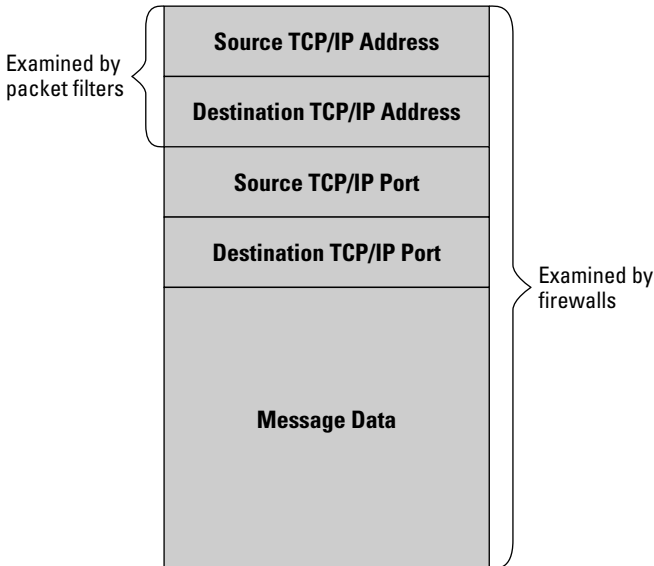 Examined by
packet filters
Source TCP/IP Address
Destination TCP/IP Address
Source TCP/IP Port
Destination TCP/IP Port
Examined by
firewalls
Message Data